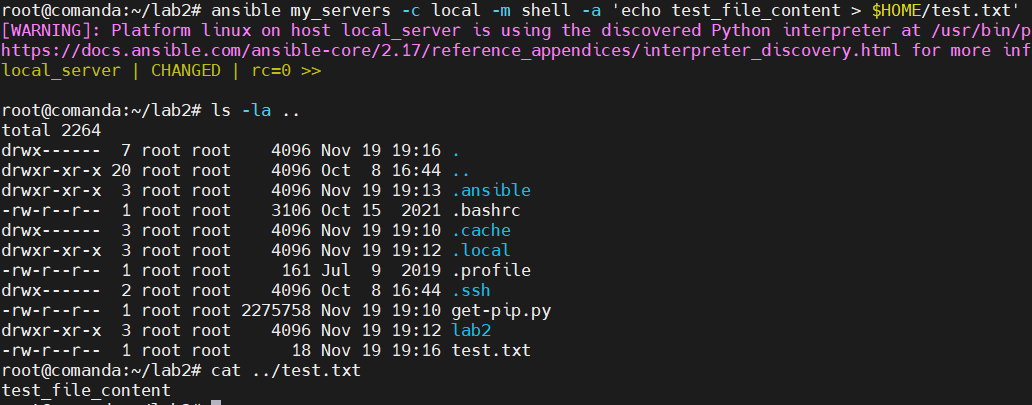 root@comanda:~/lab2# ansible my_servers -c local -m shell -a 'echo test_file_content > $HOME/test.txt'
[WARNING]: Platform linux on host local_server is using the discovered Python interpreter at /usr/bin/p
https://docs.ansible.com/ansible-core/2.17/reference_appendices/interpreter_discovery.html for more inf
local_server | CHANGED | rc=0 >>

root@comanda:~/lab2# ls -la ..
total 2264
drwx------  7 root root    4096 Nov 19 19:16 .
drwxr-xr-x 20 root root    4096 Oct  8 16:44 ..
drwxr-xr-x  3 root root    4096 Nov 19 19:13 .ansible
-rw-r--r--  1 root root    3106 Oct 15  2021 .bashrc
drwx------  3 root root    4096 Nov 19 19:10 .cache
drwxr-xr-x  3 root root    4096 Nov 19 19:12 .local
-rw-r--r--  1 root root     161 Jul  9  2019 .profile
drwx------  2 root root    4096 Oct  8 16:44 .ssh
-rw-r--r--  1 root root 2275758 Nov 19 19:10 get-pip.py
drwxr-xr-x  3 root root    4096 Nov 19 19:12 lab2
-rw-r--r--  1 root root      18 Nov 19 19:16 test.txt
root@comanda:~/lab2# cat ../test.txt
test_file_content